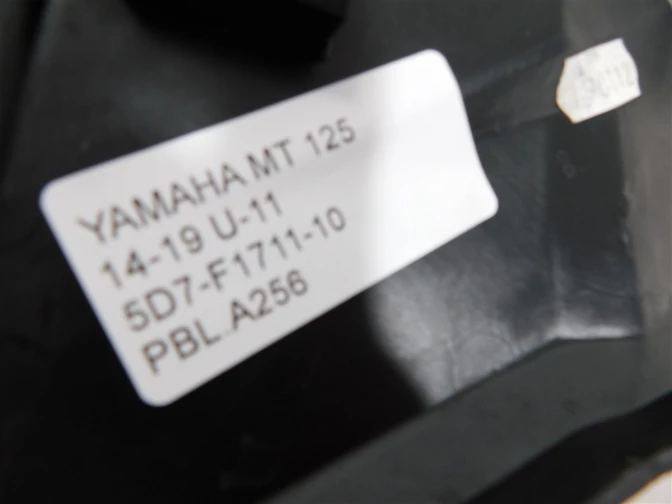 YAMAHA MT 125
14-19 U-11
5D7-F1711-10
PBL.A256